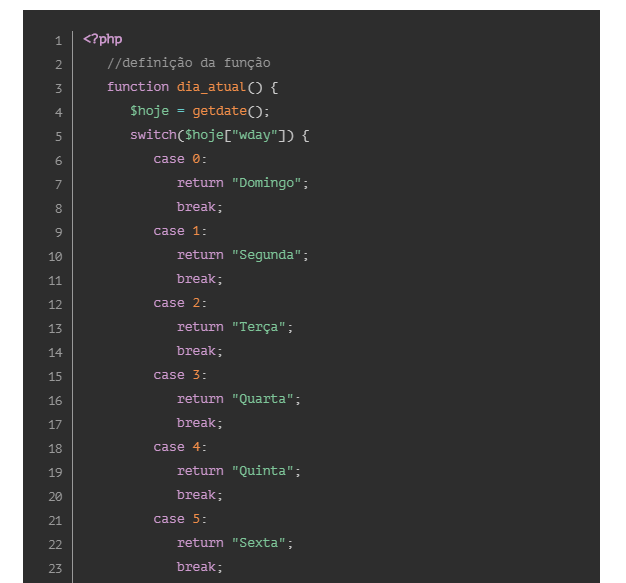 1 <?php
2 //definição da função
3 function dia_atual() {
4 $hoje = getdate();
5 switch($hoje["wday"]) {
6 case 0:
7 return "Domingo";
8 break;
9 case 1:
10 return "Segunda";
11 break;
12 case 2:
13 return "Terça";
14 break;
15 case 3:
16 return "Quarta";
17 break;
18 case 4:
19 return "Quinta";
20 break;
21 case 5:
22 return "Sexta";
23 break;